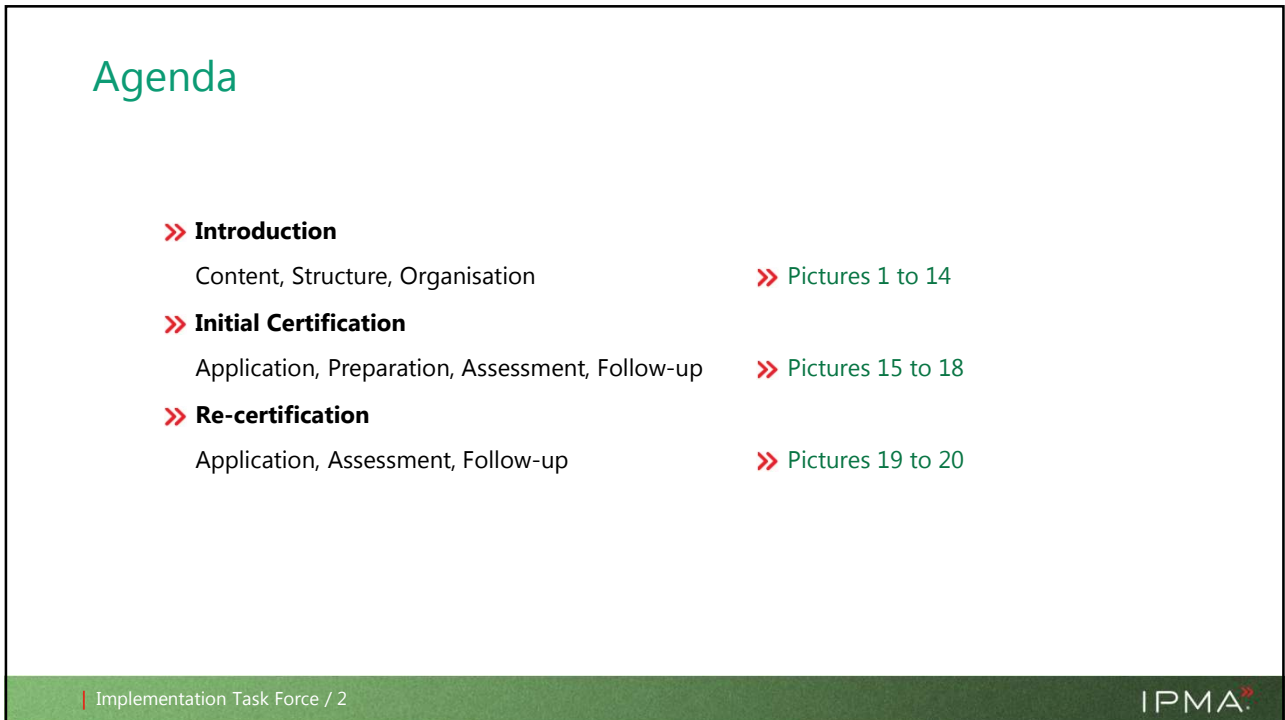 Agenda
» Introduction
Content, Structure, Organisation » Pictures 1 to 14
» Initial Certification
Application, Preparation, Assessment, Follow-up » Pictures 15 to 18
» Re-certification
Application, Assessment, Follow-up » Pictures 19 to 20
| Implementation Task Force / 2 IPMA»